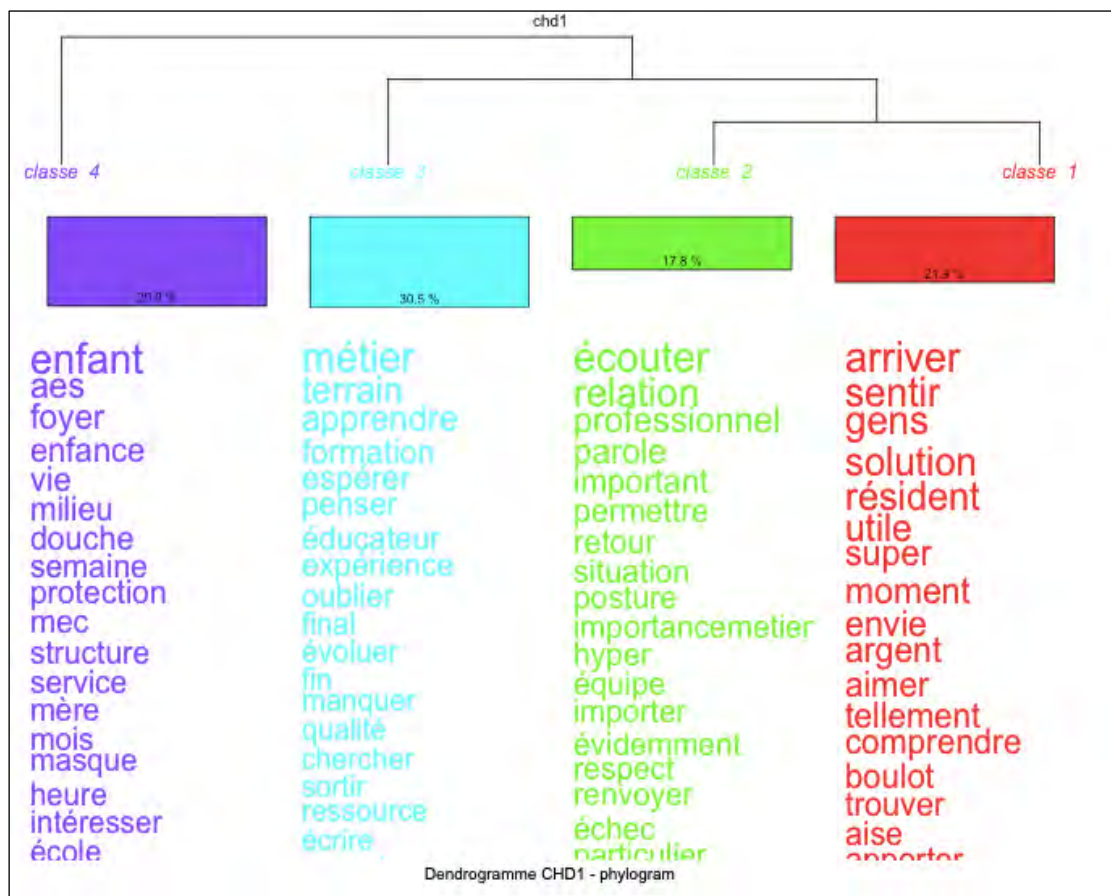 chd1
classe 4
classe 3
classe 2
classe 1
30.5 %
17.8 %
enfant
aes
foyer
enfance
vie
milieu
douche
semaine
protection
mec
structure
service
mère
mois
masque
heure
intéresser
école
métier
terrain
apprendre
formation
espérer
penser
éducateur
expérience
oublier
final
évoluer
fin
manquer
qualité
chercher
sortir
ressource
écrire
écouter
relation
professionnel
parole
important
permettre
retour
situation
posture
importancemetier
hyper
équipe
importer
évidemment
respect
renvoyer
échec
particulier
arriver
sentir
gens
solution
résident
utile
super
moment
envie
argent
aimer
tellement
comprendre
boulot
trouver
aise
apporter
Dendrogramme CHD1 - phylogram